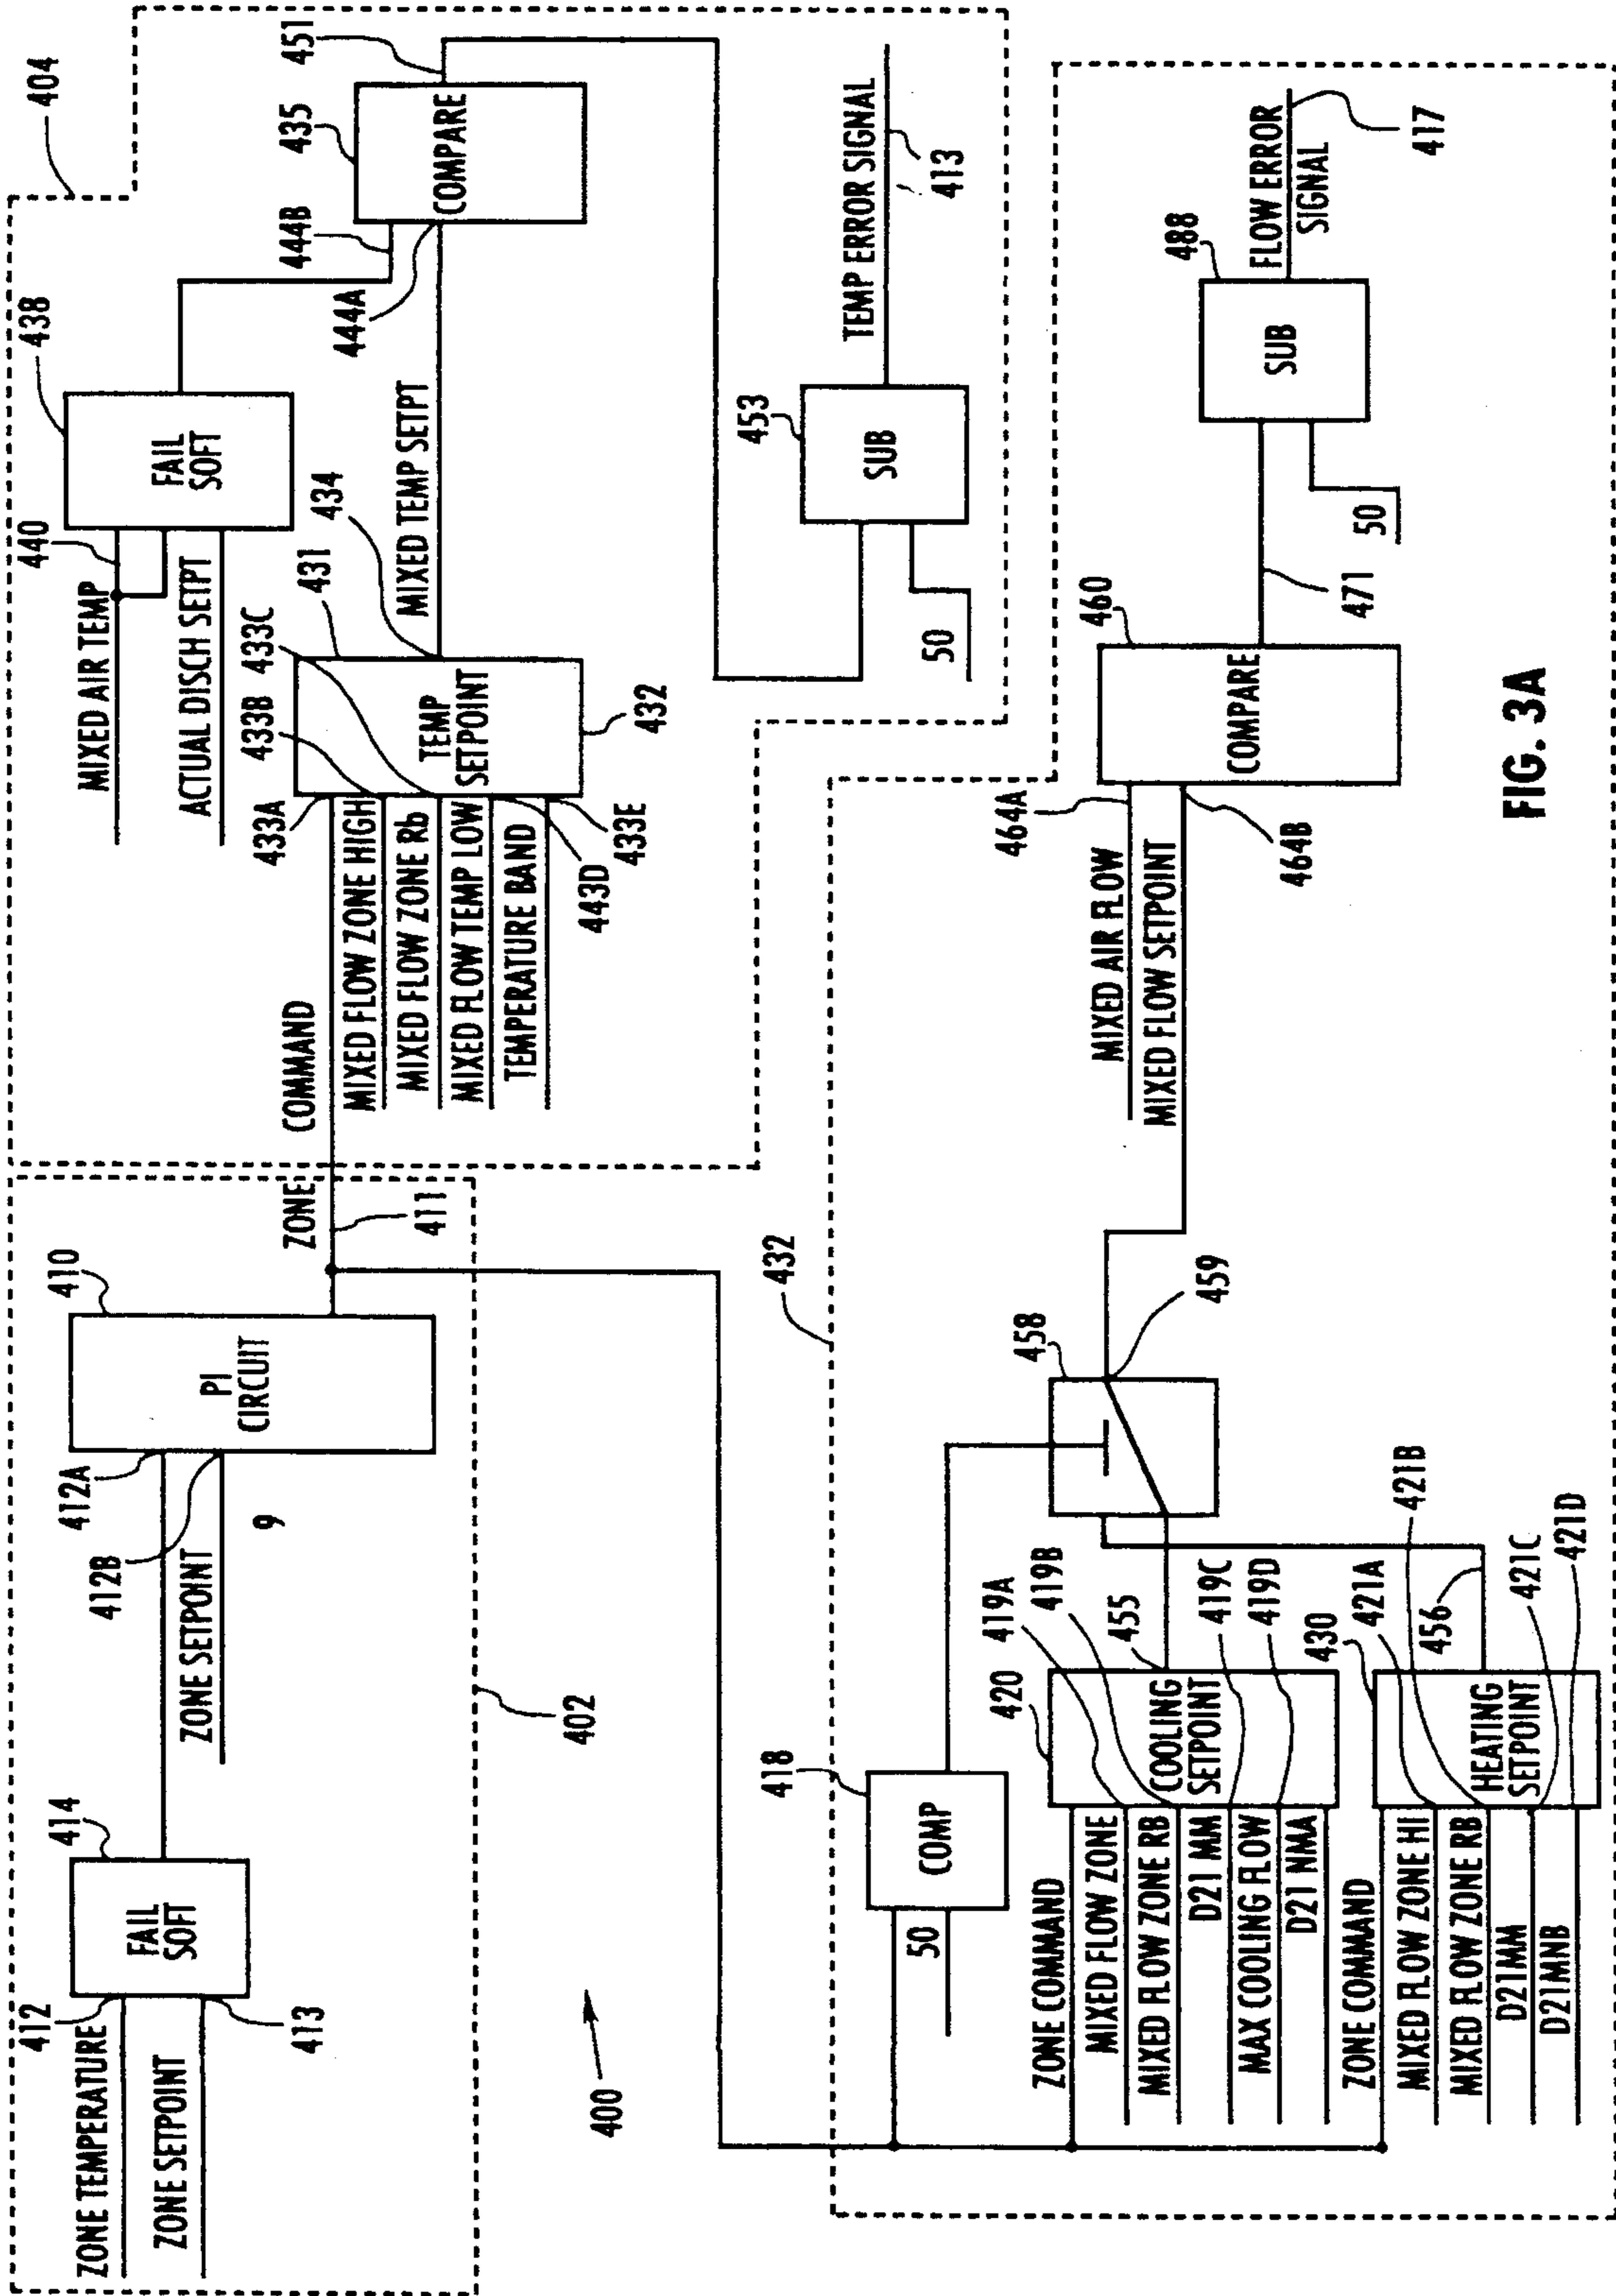 ZONE TEMPERATURE
412
ZONE SETPOINT
413
FAIL
SOFT
414
412A
412B
ZONE SETPOINT
9
PI
CIRCUIT
410
ZONE
411
402
400
404
COMMAND
433A
MIXED FLOW ZONE HIGH
433B
MIXED FLOW ZONE Rb
433C
MIXED FLOW TEMP LOW
443D
TEMPERATURE BAND
433E
TEMP
SETPOINT
431
432
434
MIXED TEMP SETPT
MIXED AIR TEMP
440
ACTUAL DISCH SETPT
FAIL
SOFT
438
444B
444A
COMPARE
435
451
50
SUB
453
TEMP ERROR SIGNAL
413
432
50
COMP
418
ZONE COMMAND
MIXED FLOW ZONE
419A
MIXED FLOW ZONE RB
419B
D21 MM
419C
MAX COOLING FLOW
419D
D21 NMA
COOLING
SETPOINT
420
455
ZONE COMMAND
MIXED FLOW ZONE HI
421A
MIXED FLOW ZONE RB
421B
D21MM
421C
D21MNB
421D
HEATING
SETPOINT
430
456
458
459
MIXED AIR FLOW
464A
MIXED FLOW SETPOINT
464B
COMPARE
460
471
50
SUB
488
FLOW ERROR
SIGNAL
417
FIG. 3A